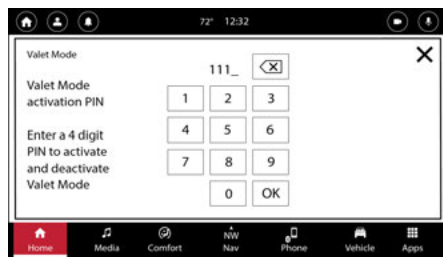 72° 12:32
Valet Mode
111_
Valet Mode
activation PIN
Enter a 4 digit
PIN to activate
and deactivate
Valet Mode
1 2 3
4 5 6
7 8 9
0 OK
NW
Home Media Comfort Nav Phone Vehicle Apps